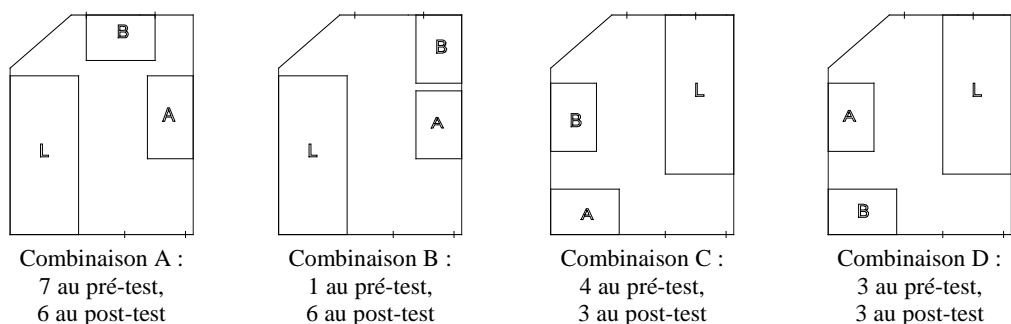 B
L
A
Combinaison A :
7 au pré-test,
6 au post-test
B
L
A
Combinaison B :
1 au pré-test,
6 au post-test
L
B
A
Combinaison C :
4 au pré-test,
3 au post-test
L
A
B
Combinaison D :
3 au pré-test,
3 au post-test